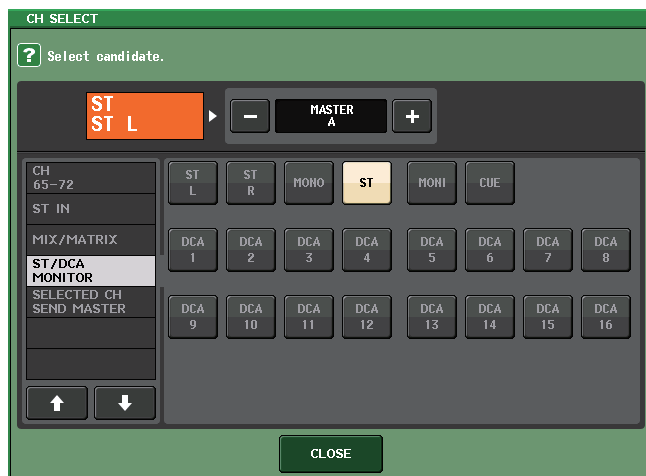 CH SELECT
? Select candidate.
ST
ST L
MASTER
A
CH
65-72
ST IN
MIX/MATRIX
ST/DCA
MONITOR
SELECTED CH
SEND MASTER
ST
L
ST
R
MONO
ST
MONI
CUE
DCA
1
DCA
2
DCA
3
DCA
4
DCA
5
DCA
6
DCA
7
DCA
8
DCA
9
DCA
10
DCA
11
DCA
12
DCA
13
DCA
14
DCA
15
DCA
16
CLOSE